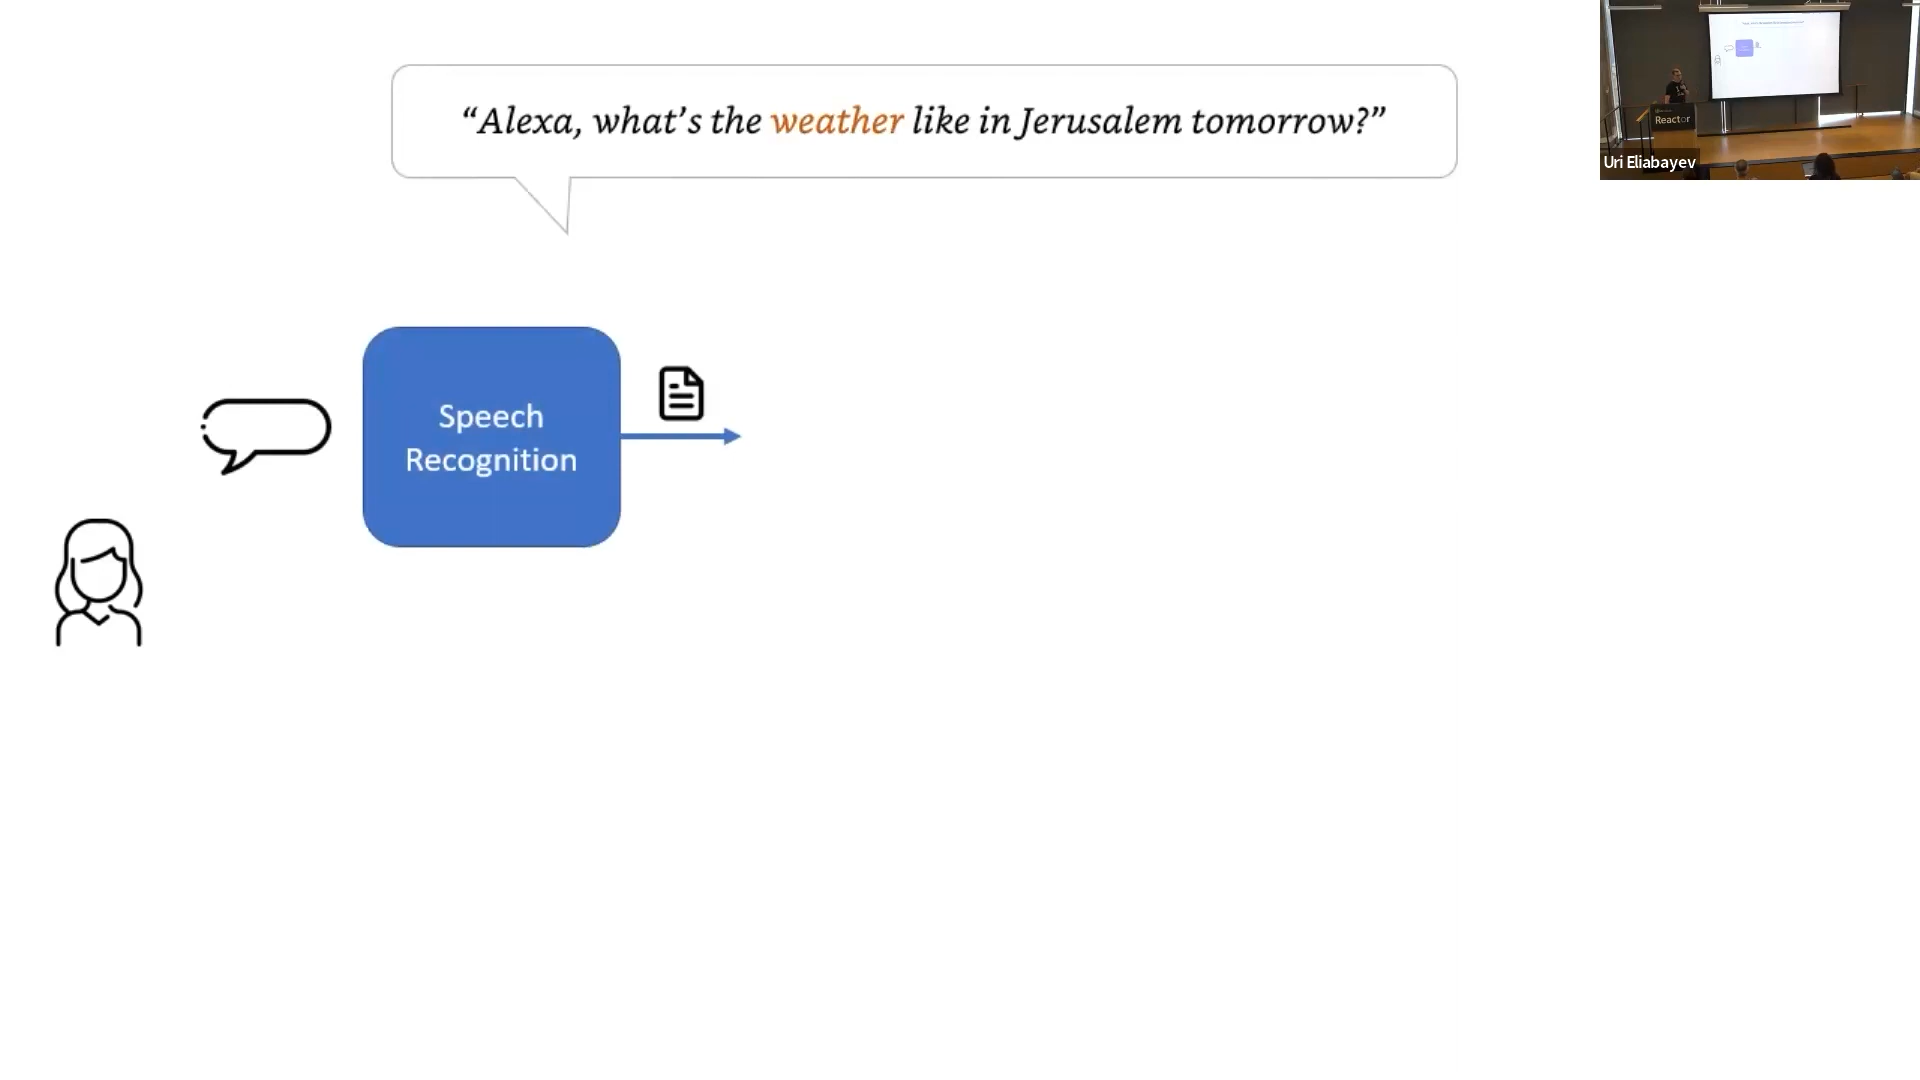 “Alexa, what’s the weather like in Jerusalem tomorrow?”
Speech
Recognition
Reactor
Uri Eliabayev